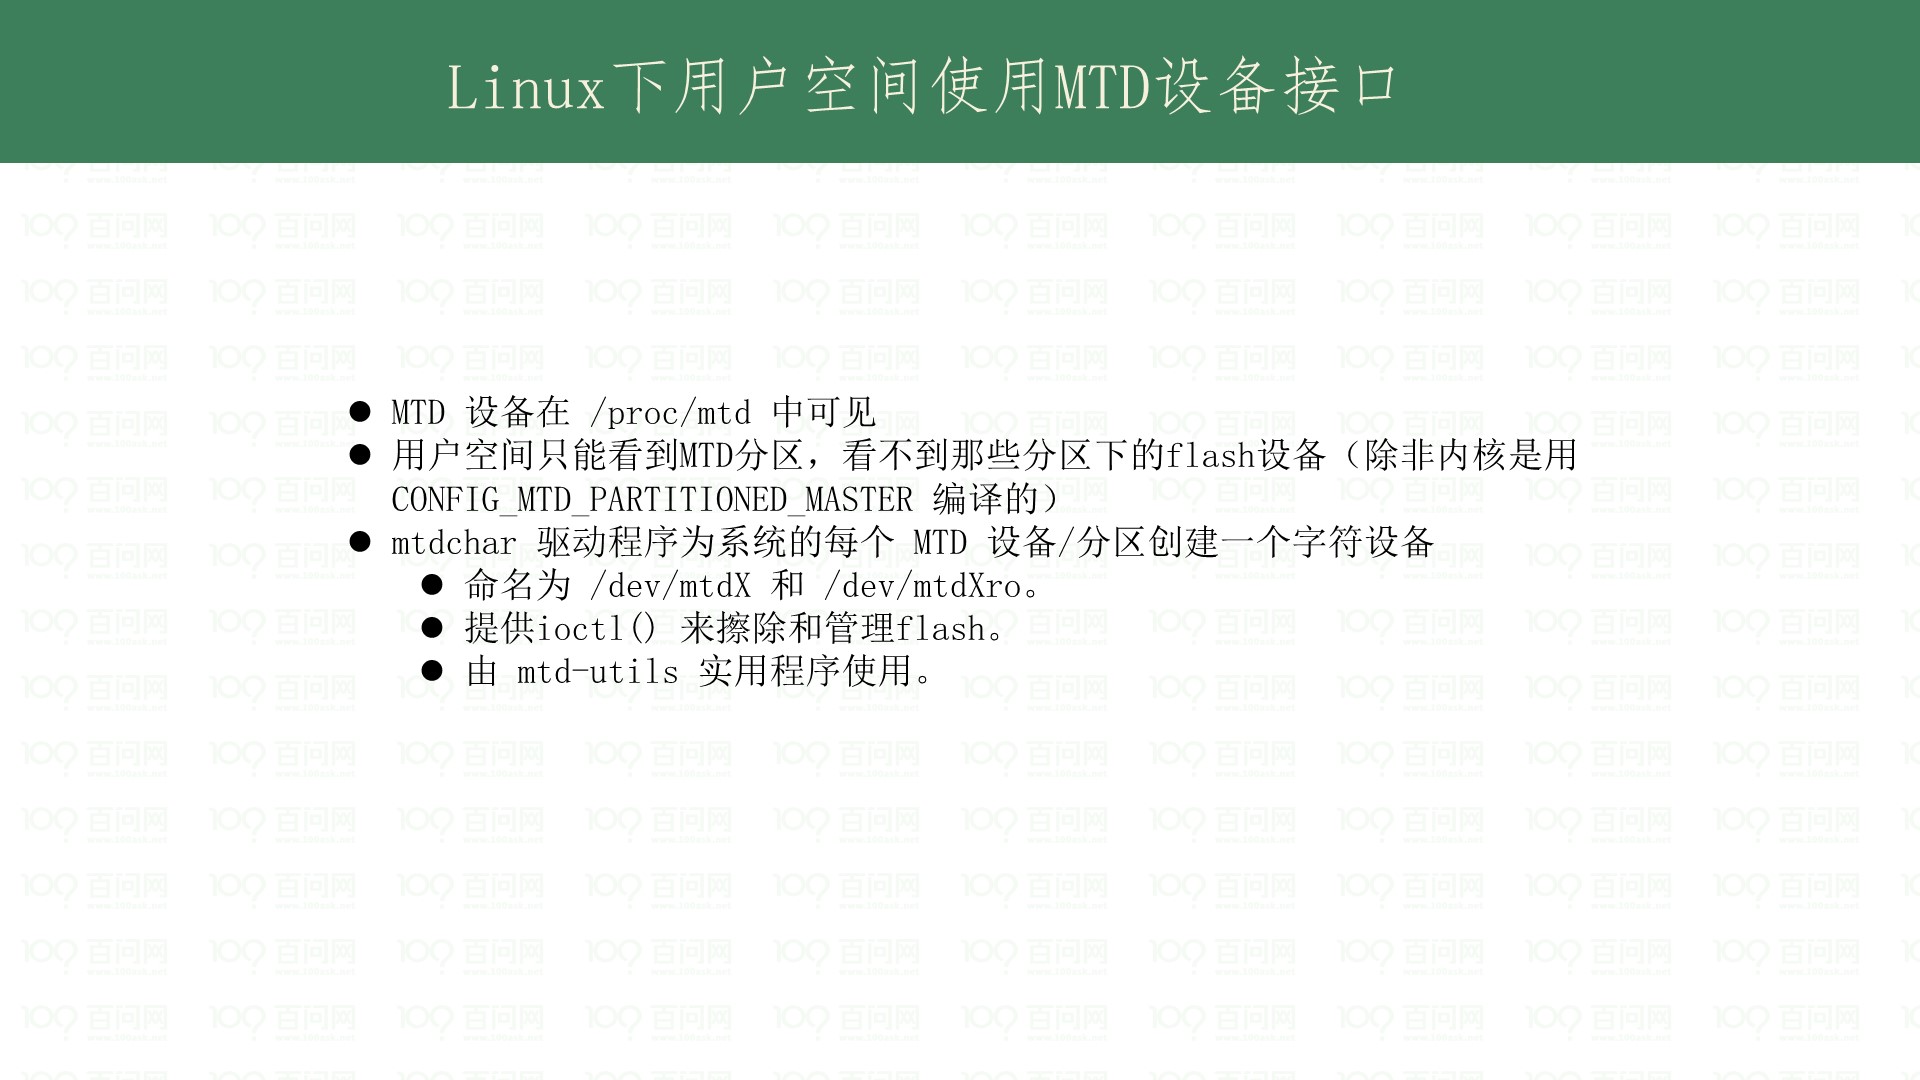 Linux下用户空间使用MTD设备接口
● MTD 设备在 /proc/mtd 中可见
● 用户空间只能看到MTD分区，看不到那些分区下的flash设备（除非内核是用
CONFIG_MTD_PARTITIONED_MASTER 编译的）
● mtdchar 驱动程序为系统的每个 MTD 设备/分区创建一个字符设备
● 命名为 /dev/mtdX 和 /dev/mtdXro。
● 提供ioctl() 来擦除和管理flash。
● 由 mtd-utils 实用程序使用。
百问网
www.100ask.net